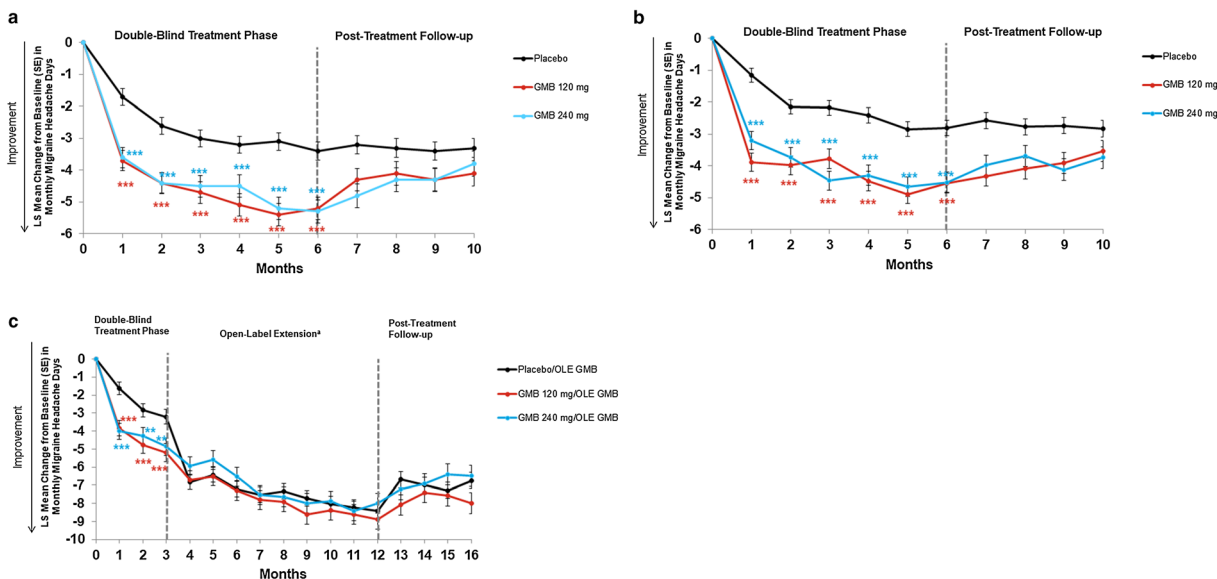 a
Double-Blind Treatment Phase
Post-Treatment Follow-up
Improvement
LS Mean Change from Baseline (SE) in
Monthly Migraine Headache Days
0
-1
-2
-3
-4
-5
-6
Placebo
GMB 120 mg
GMB 240 mg
***
***
***
***
***
***
***
***
***
***
***
***
0 1 2 3 4 5 6 7 8 9 10
Months
b
Double-Blind Treatment Phase
Post-Treatment Follow-up
Improvement
LS Mean Change from Baseline (SE) in
Monthly Migraine Headache Days
0
-1
-2
-3
-4
-5
-6
Placebo
GMB 120 mg
GMB 240 mg
***
***
***
***
***
***
***
***
***
***
***
***
0 1 2 3 4 5 6 7 8 9 10
Months
c
Double-Blind
Treatment Phase
Open-Label Extensionᵃ
Post-Treatment
Follow-up
Improvement
LS Mean Change from Baseline (SE) in
Monthly Migraine Headache Days
0
-1
-2
-3
-4
-5
-6
-7
-8
-9
-10
Placebo/OLE GMB
GMB 120 mg/OLE GMB
GMB 240 mg/OLE GMB
***
**
**
***
***
***
0 1 2 3 4 5 6 7 8 9 10 11 12 13 14 15 16
Months